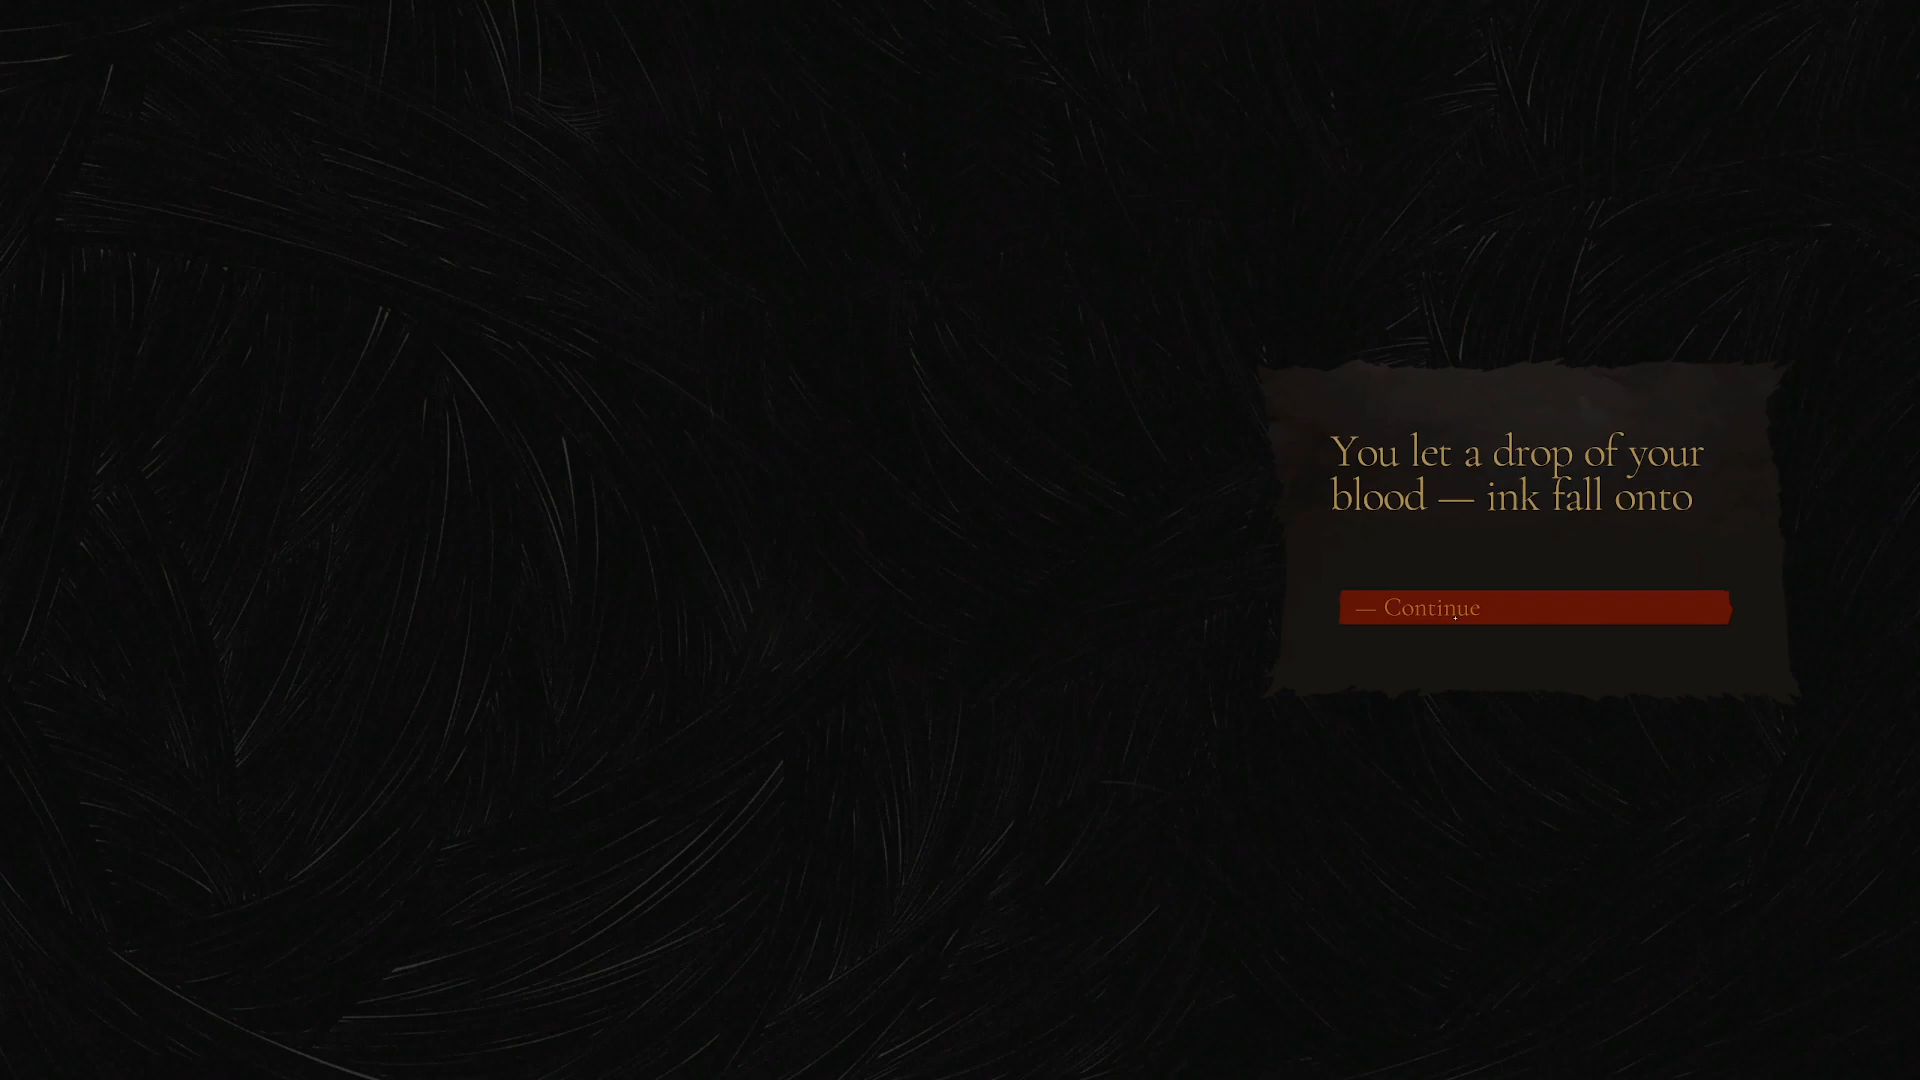 You let a drop of your
blood — ink fall onto
— Continue